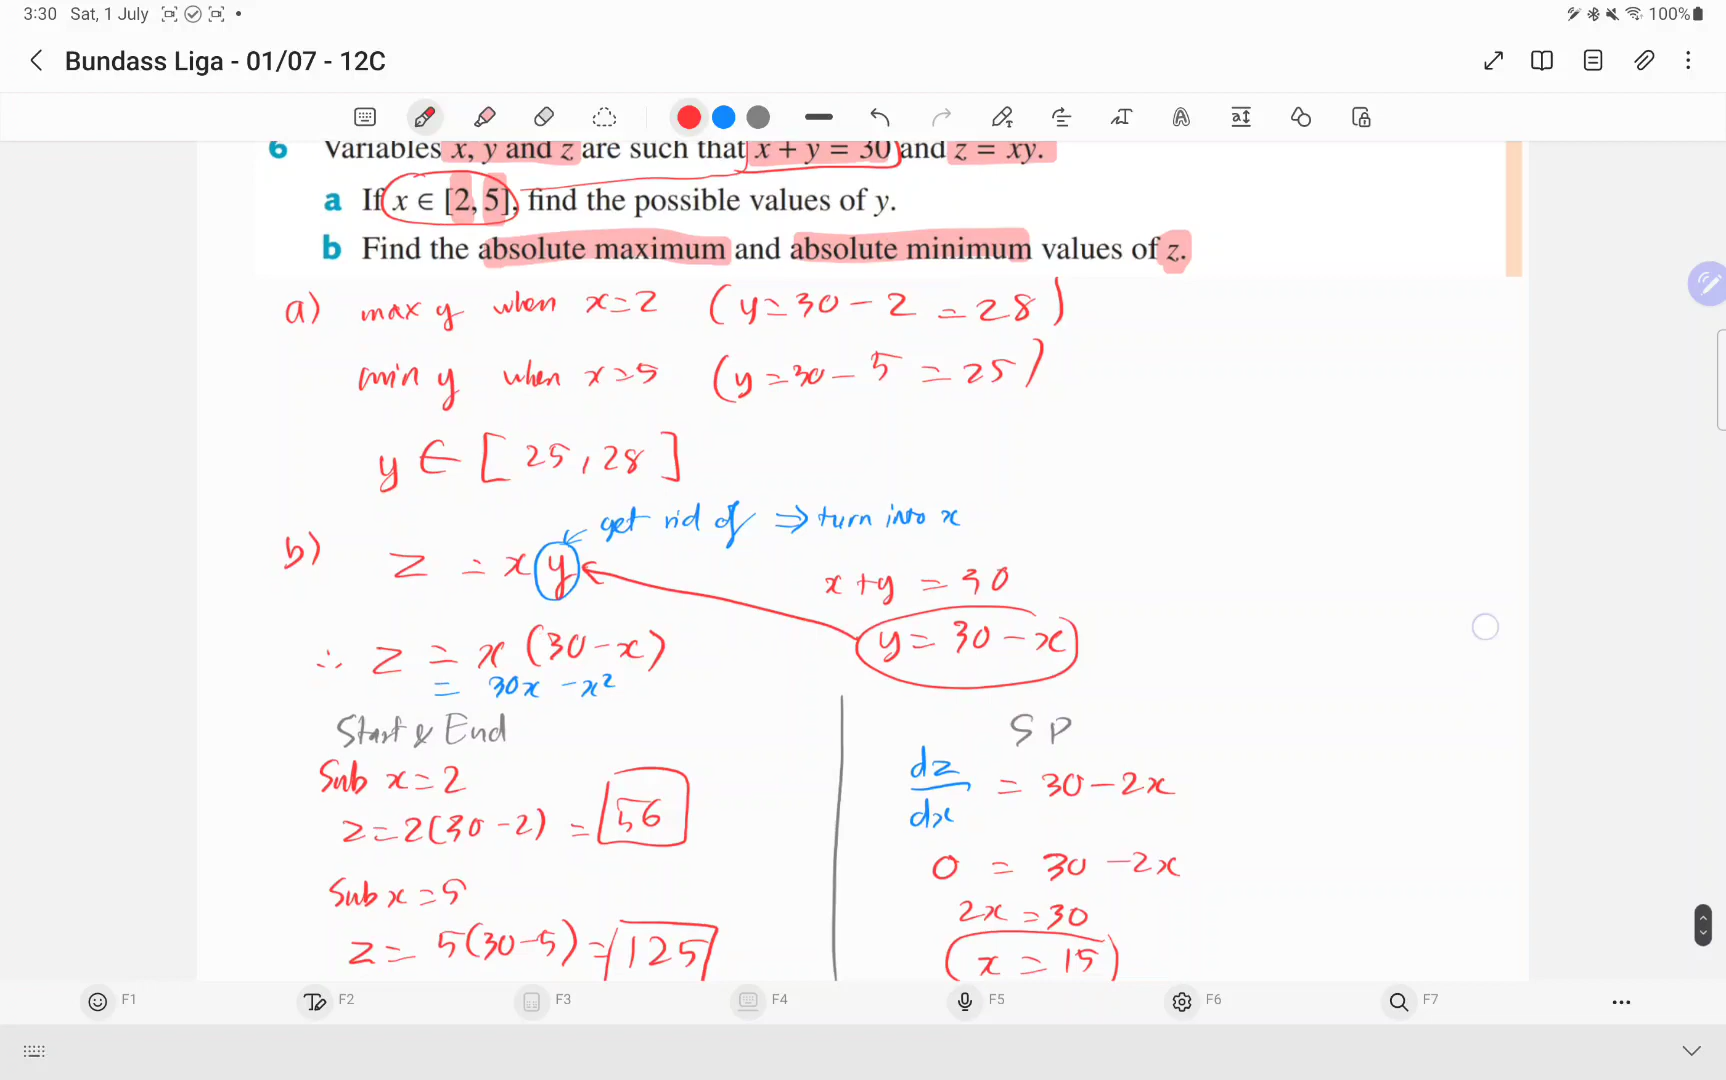 3:30 Sat, 1 July
100%
Bundass Liga - 01/07 - 12C
6 Variables x, y and z are such that x + y = 30 and z = xy.
a If x ∈ [2, 5], find the possible values of y.
b Find the absolute maximum and absolute minimum values of z.
a) max y when x=2 (y=30-2=28)
min y when x=5 (y=30-5=25)
y ∈ [25,28]
get rid of ⇒ turn into x
b) z = xy
x+y=30
y=30-x
∴ z = x(30-x)
= 30x-x²
Start & End
Sub x=2
z=2(30-2)=56
Sub x=5
z=5(30-5)=125
SP
dz/dx = 30-2x
0 = 30-2x
2x=30
x=15
F1 F2 F3 F4 F5 F6 F7